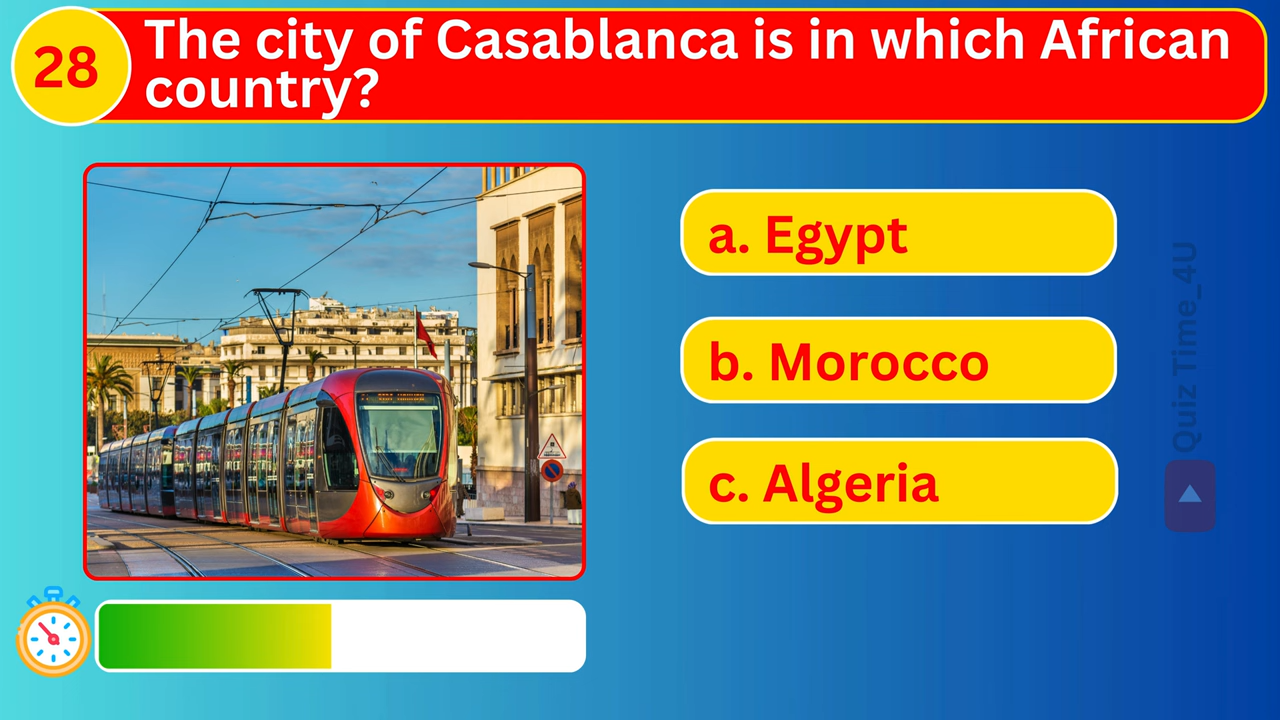 28
The city of Casablanca is in which African
country?
a. Egypt
b. Morocco
c. Algeria
Quiz Time_4U